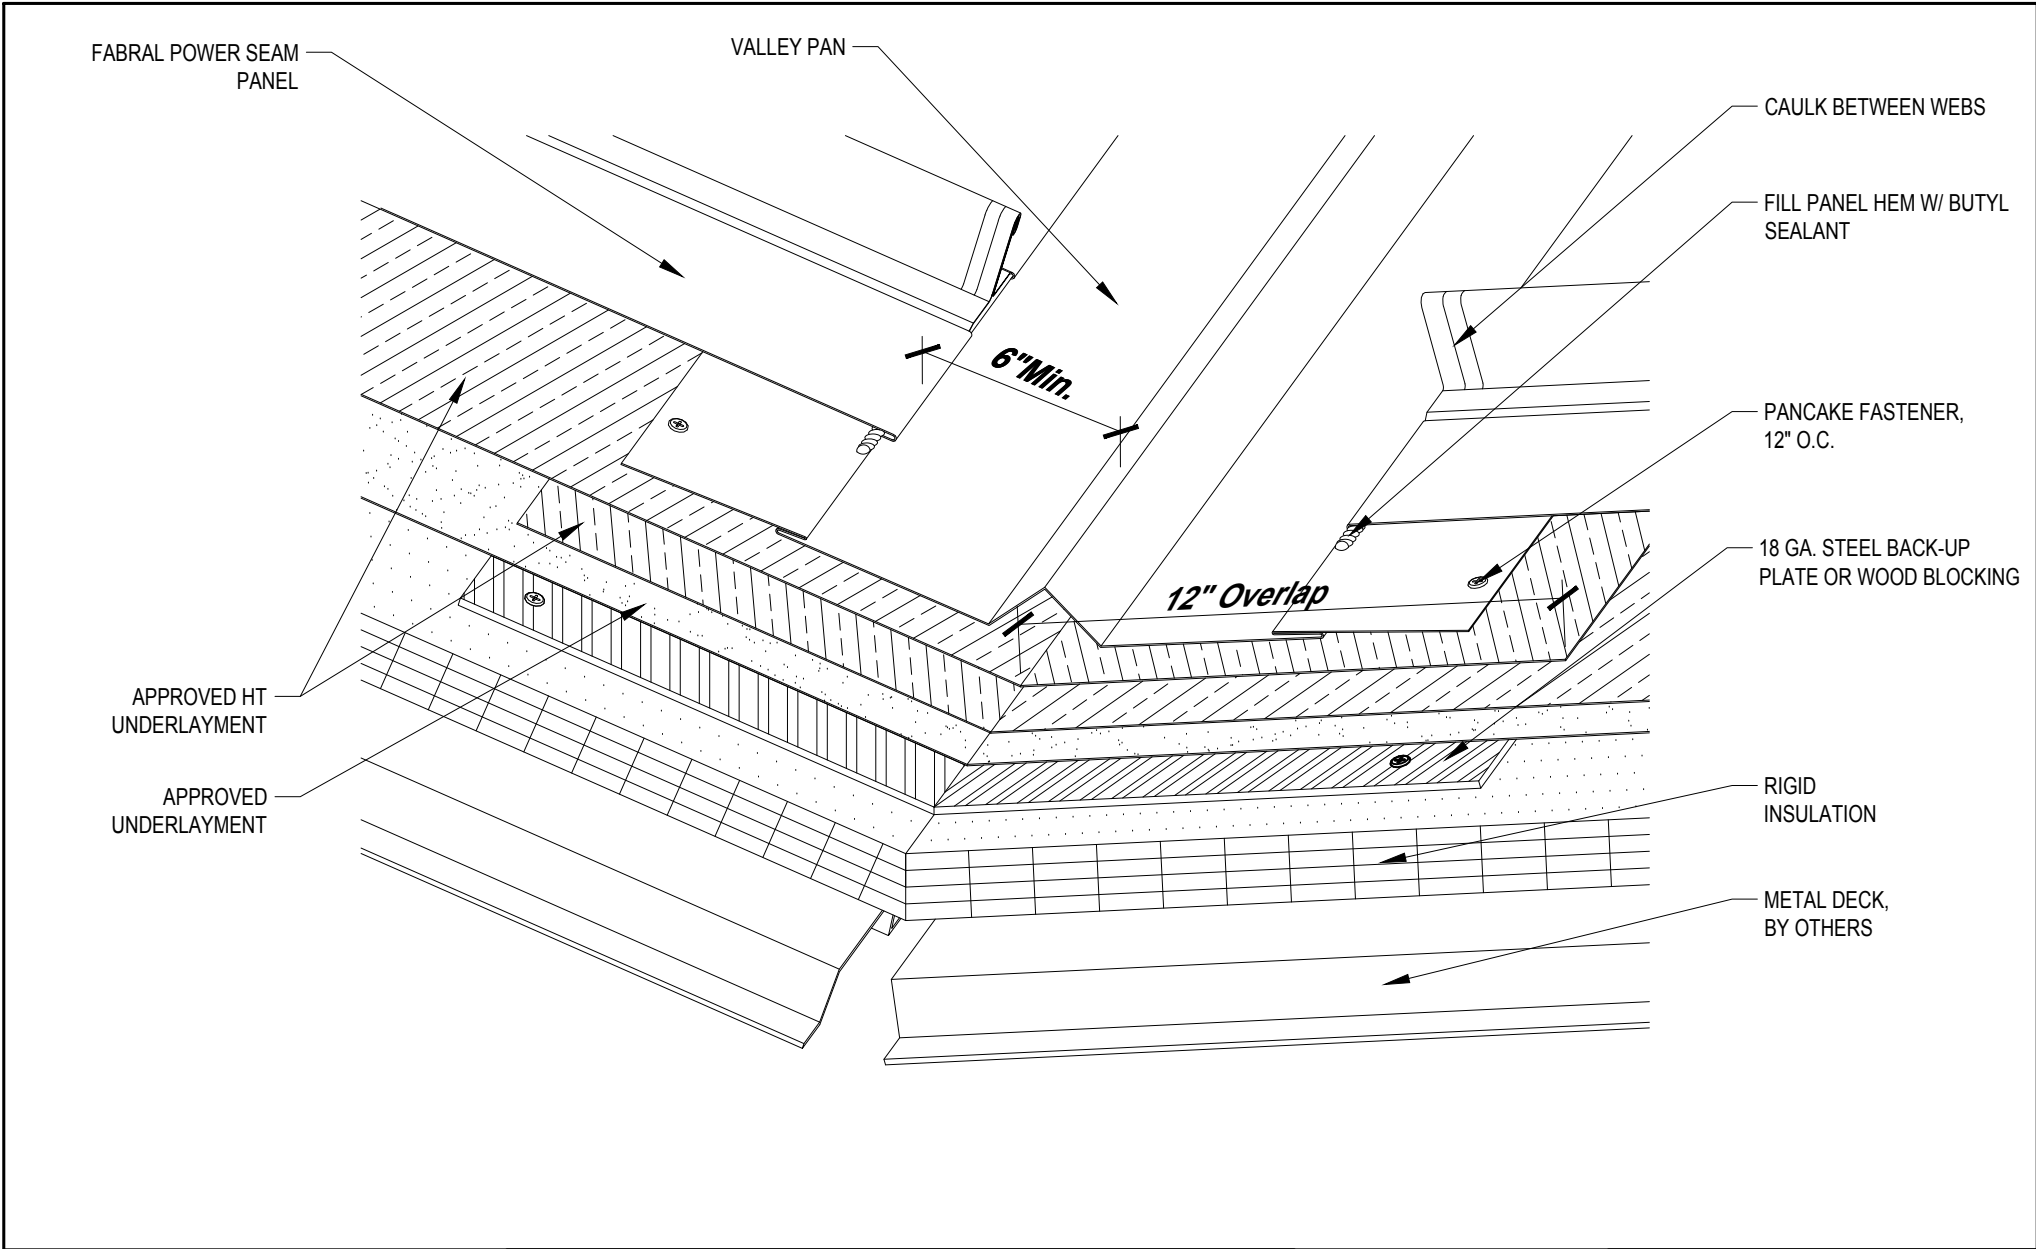 FABRAL POWER SEAM
PANEL
VALLEY PAN
CAULK BETWEEN WEBS
FILL PANEL HEM W/ BUTYL
SEALANT
6"Min.
PANCAKE FASTENER,
12" O.C.
18 GA. STEEL BACK-UP
PLATE OR WOOD BLOCKING
12" Overlap
APPROVED HT
UNDERLAYMENT
APPROVED
UNDERLAYMENT
RIGID
INSULATION
METAL DECK,
BY OTHERS